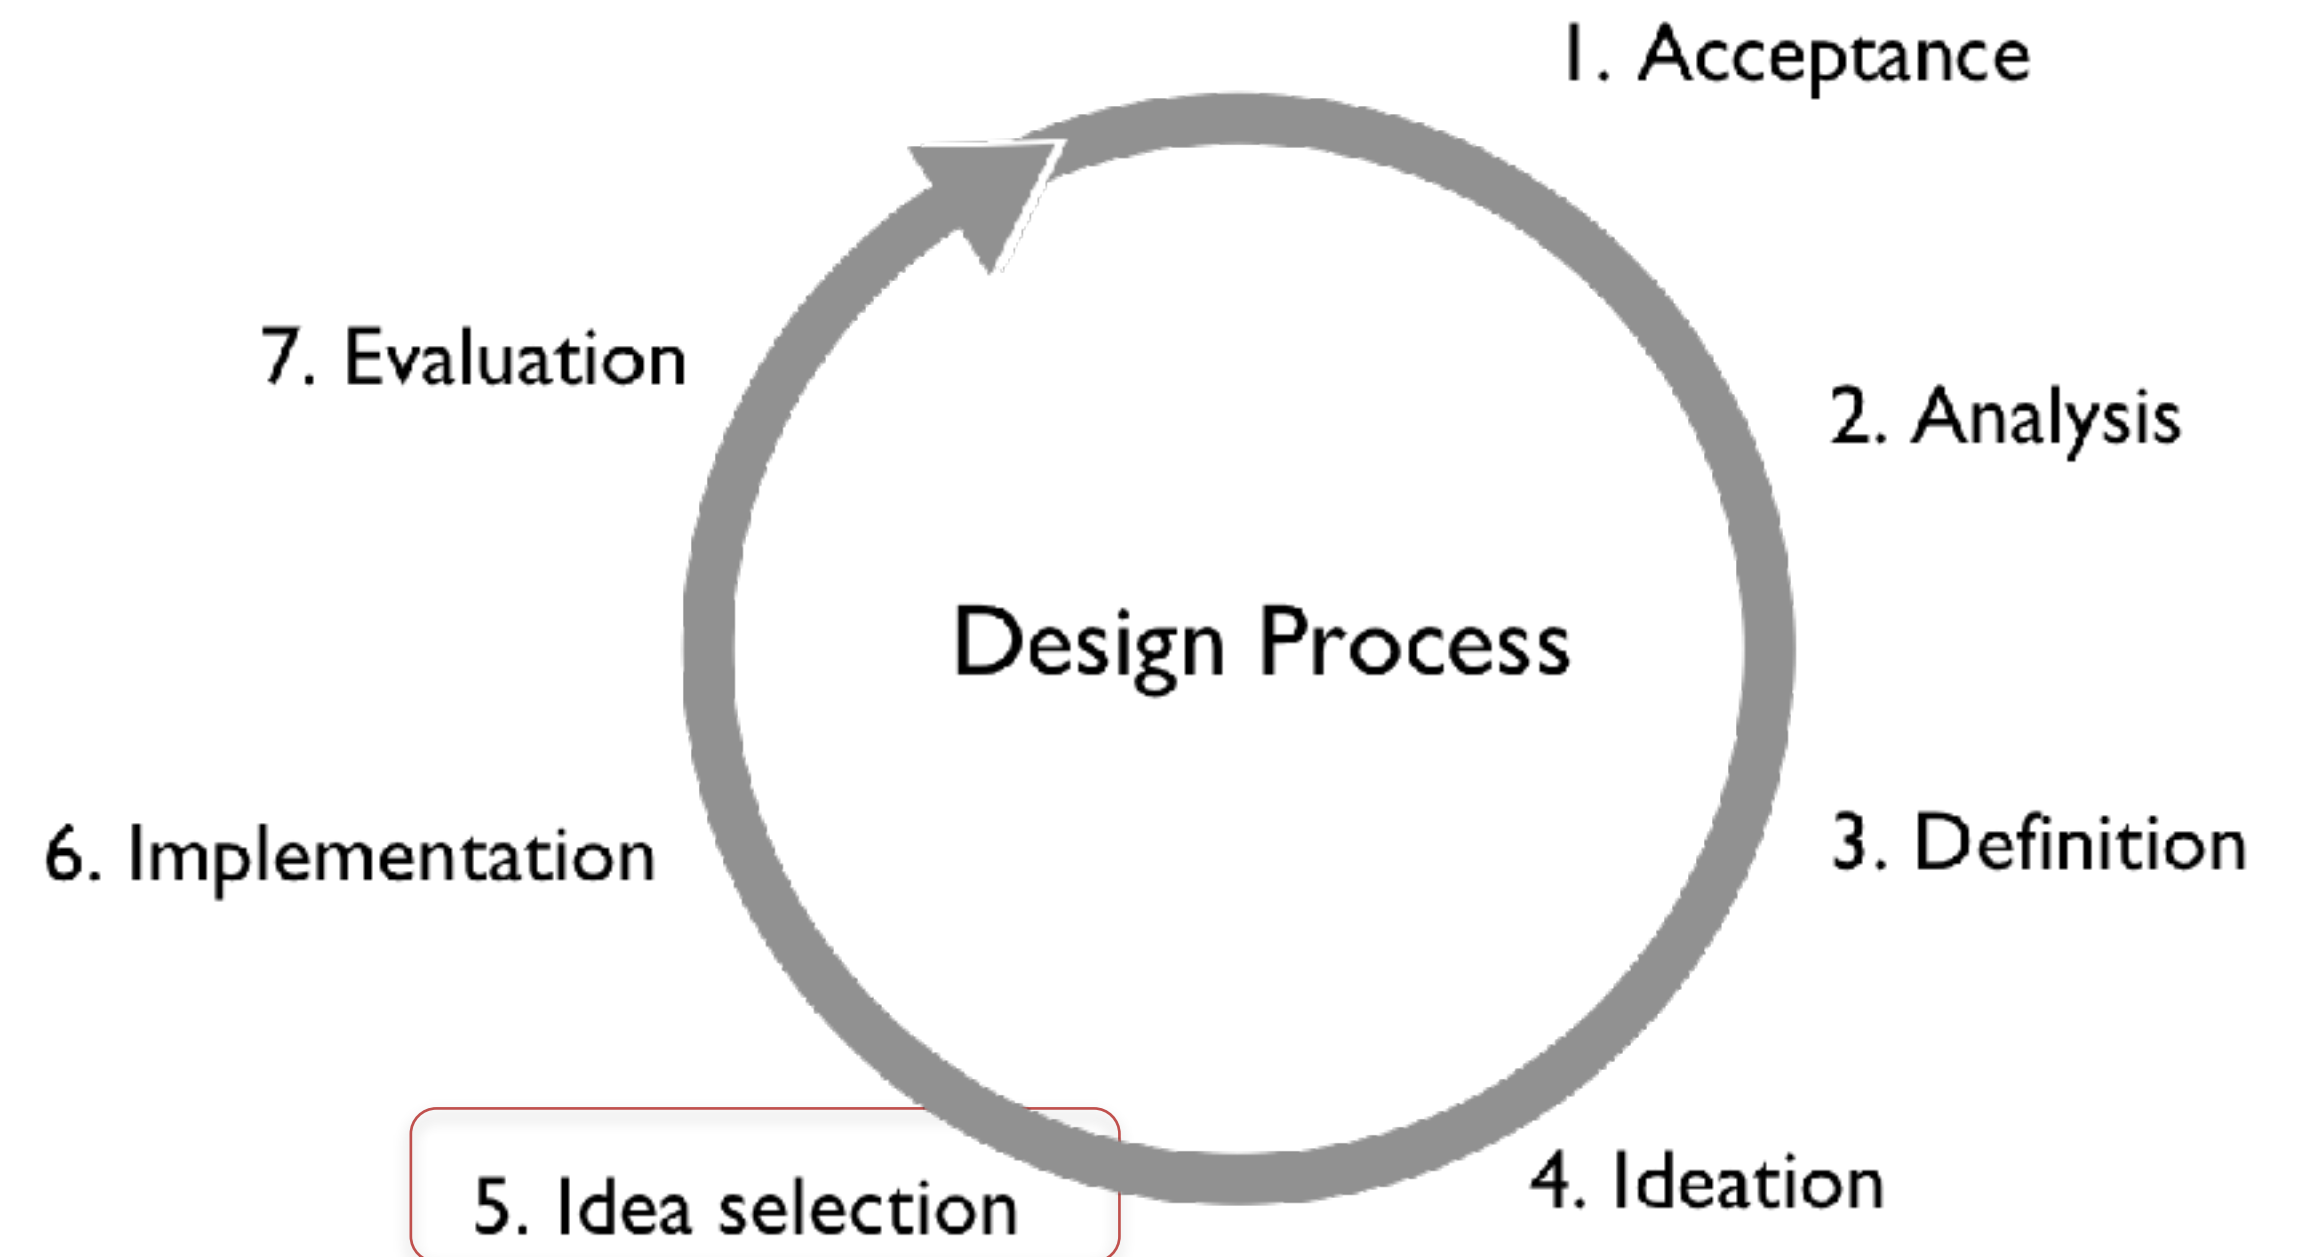 1. Acceptance
2. Analysis
3. Definition
4. Ideation
5. Idea selection
6. Implementation
7. Evaluation
Design Process